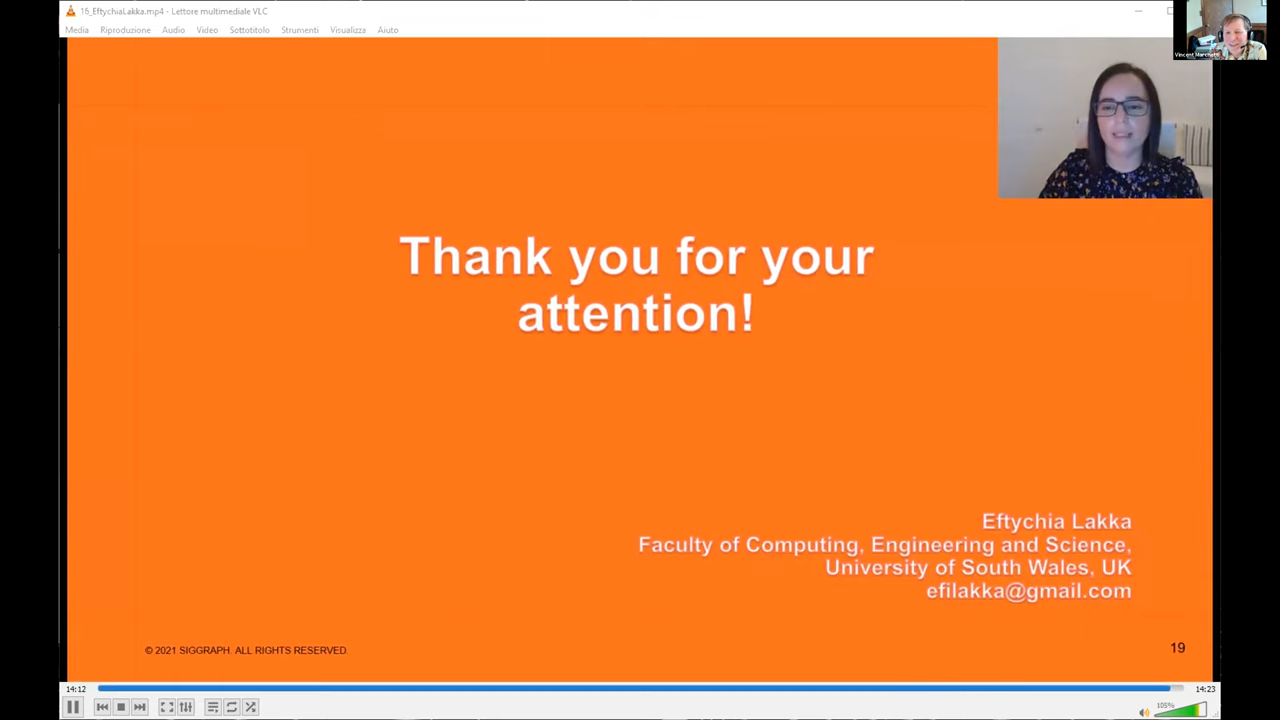 16_EftychiaLakka.mp4 - Lettore multimediale VLC
Media Riproduzione Audio Video Sottotitolo Strumenti Visualizza Aiuto
Thank you for your
attention!
Eftychia Lakka
Faculty of Computing, Engineering and Science,
University of South Wales, UK
efilakka@gmail.com
© 2021 SIGGRAPH. ALL RIGHTS RESERVED.
19
14:12
14:23
105%